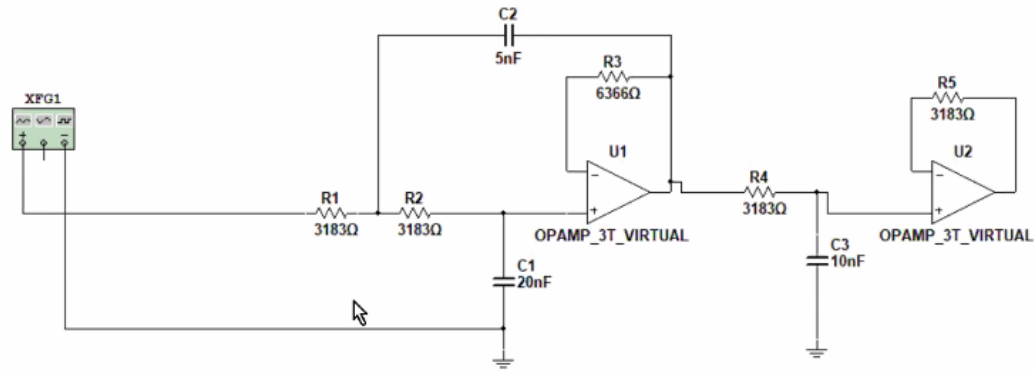 C2
5nF
R3
6366Ω
R5
3183Ω
XFG1
U1
U2
R1
3183Ω
R2
3183Ω
R4
3183Ω
OPAMP_3T_VIRTUAL
OPAMP_3T_VIRTUAL
C1
20nF
C3
10nF